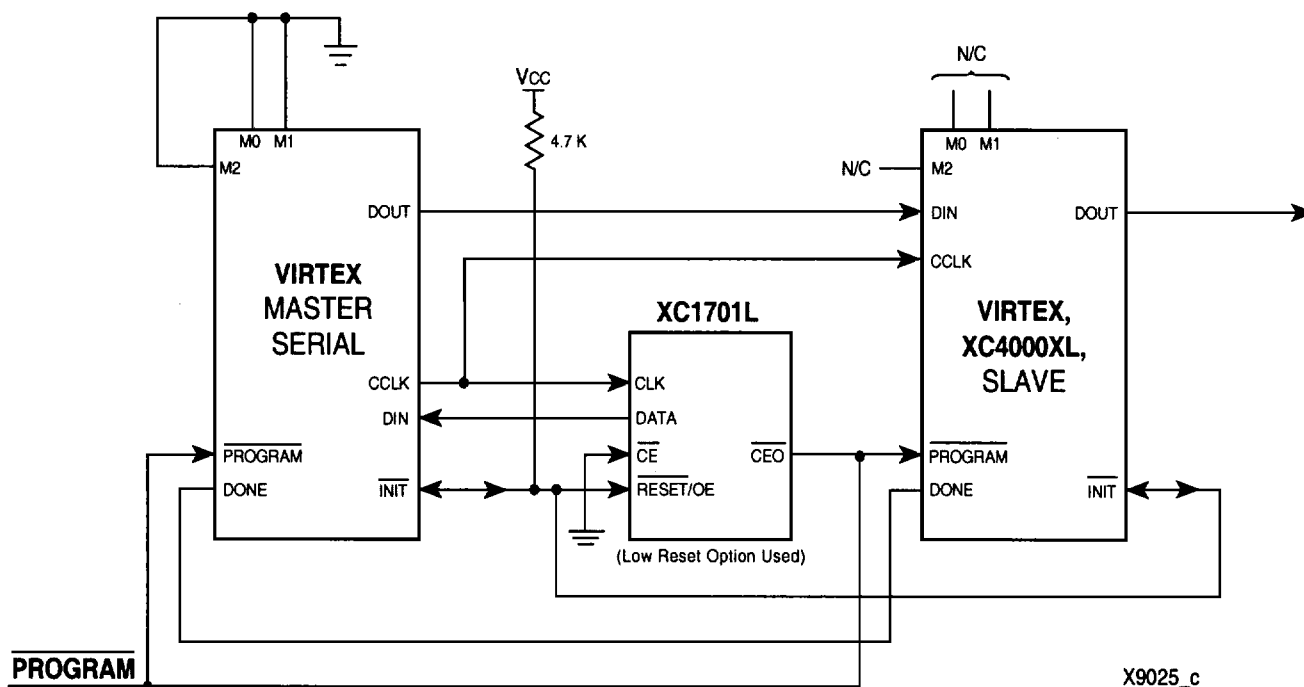 N/C
VCC
4.7 K
M0 M1
M2
DOUT
VIRTEX
MASTER
SERIAL
CCLK
DIN
PROGRAM
DONE
INIT
XC1701L
CLK
DATA
CE
CEO
RESET/OE
(Low Reset Option Used)
M0 M1
N/C
M2
DIN
DOUT
CCLK
VIRTEX,
XC4000XL,
SLAVE
PROGRAM
DONE
INIT
PROGRAM
X9025_c